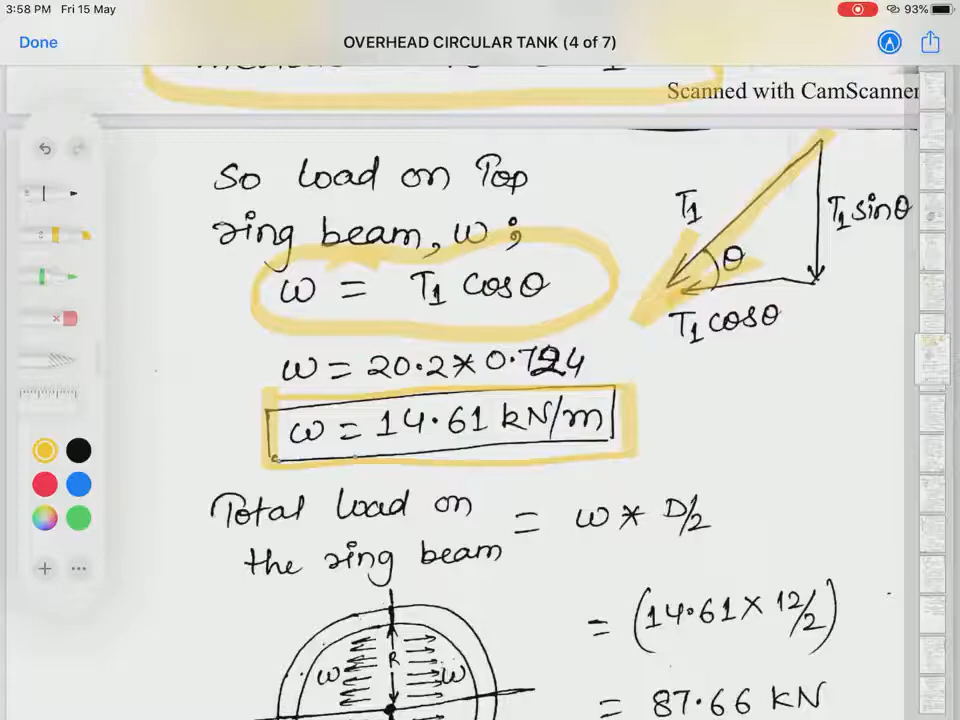 3:58 PM Fri 15 May
93%
Done
OVERHEAD CIRCULAR TANK (4 of 7)
Scanned with CamScanner
So load on Top
ring beam, ω ;
ω = T1 cosθ
ω = 20.2 * 0.724
ω = 14.61 kN/m
T1
θ
T1 sinθ
T1 cosθ
Total load on
the ring beam
= ω * D/2
= (14.61 × 12/2)
= 87.66 KN
R
ω
ω